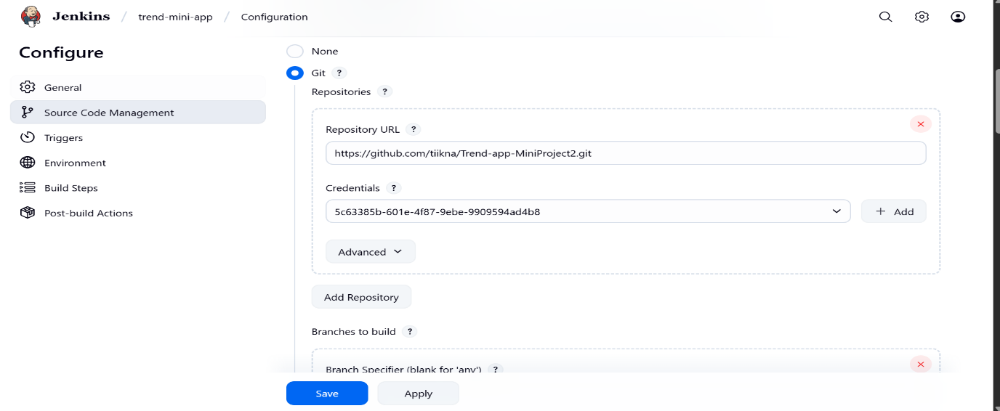 Jenkins / trend-mini-app / Configuration
Configure
General
Source Code Management
Triggers
Environment
Build Steps
Post-build Actions
None
Git ?
Repositories ?
Repository URL ?
https://github.com/tiikna/Trend-app-MiniProject2.git
Credentials ?
5c63385b-601e-4f87-9ebe-9909594ad4b8
+ Add
Advanced
Add Repository
Branches to build ?
Branch Specifier (blank for 'any') ?
Save
Apply